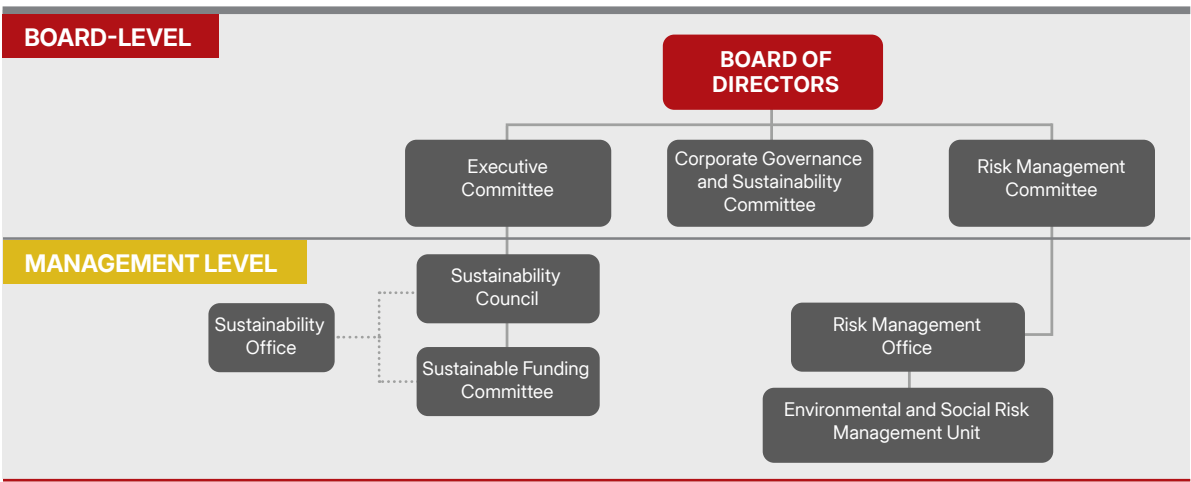 BOARD-LEVEL
BOARD OF
DIRECTORS
Executive
Committee
Corporate Governance
and Sustainability
Committee
Risk Management
Committee
MANAGEMENT LEVEL
Sustainability
Council
Sustainability
Office
Sustainable Funding
Committee
Risk Management
Office
Environmental and Social Risk
Management Unit